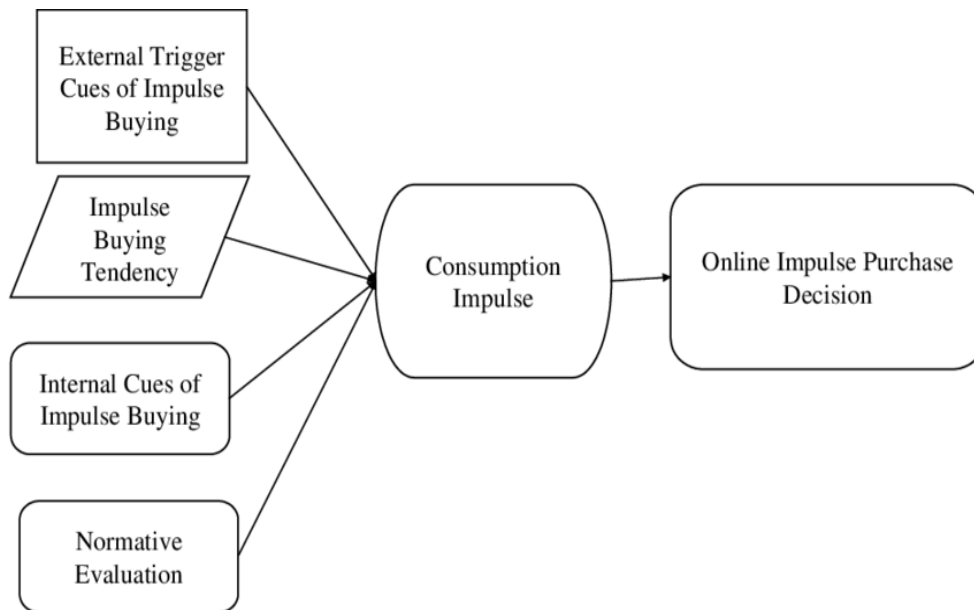 External Trigger
Cues of Impulse
Buying
Impulse
Buying
Tendency
Internal Cues of
Impulse Buying
Normative
Evaluation
Consumption
Impulse
Online Impulse Purchase
Decision